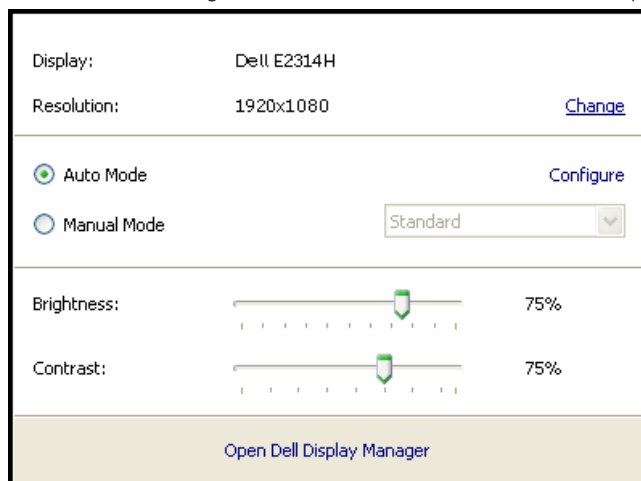 Display: Dell E2314H
Resolution: 1920x1080 Change
Auto Mode Configure
Manual Mode Standard
Brightness: 75%
Contrast: 75%
Open Dell Display Manager